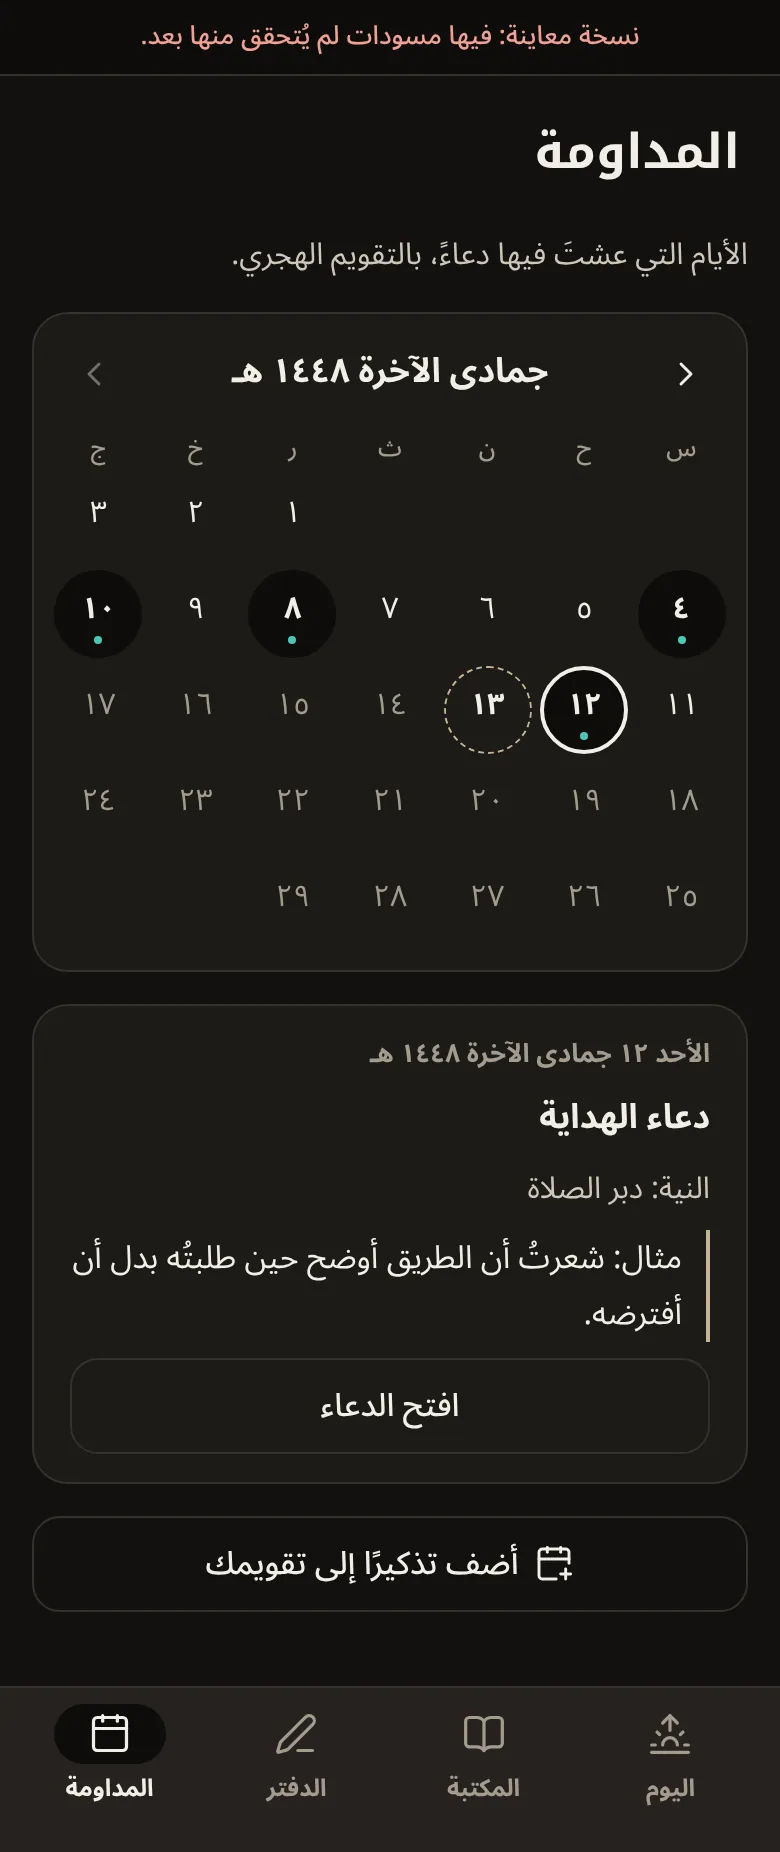 نسخة معاينة: فيها مسودات لم يُتحقق منها بعد.
المداومة
الأيام التي عشتَ فيها دعاءً، بالتقويم الهجري.
جمادى الآخرة ١٤٤٨ هـ
س ح ن ث ر خ ج
١ ٢ ٣
٤ ٥ ٦ ٧ ٨ ٩ ١٠
١١ ١٢ ١٣ ١٤ ١٥ ١٦ ١٧
١٨ ١٩ ٢٠ ٢١ ٢٢ ٢٣ ٢٤
٢٥ ٢٦ ٢٧ ٢٨ ٢٩
الأحد ١٢ جمادى الآخرة ١٤٤٨ هـ
دعاء الهداية
النية: دبر الصلاة
مثال: شعرتُ أن الطريق أوضح حين طلبتُه بدل أن
أفترضه.
افتح الدعاء
أضف تذكيرًا إلى تقويمك
اليوم المكتبة الدفتر المداومة